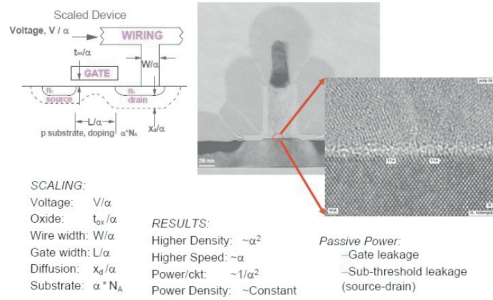 Scaled Device
Voltage, V / α
WIRING
tox/α
W/α
GATE
n+
source
n+
drain
L/α
p substrate, doping α*NA
xd/α
20 nm
SCALING:
Voltage: V/α
Oxide: tox/α
Wire width: W/α
Gate width: L/α
Diffusion: xd/α
Substrate: α * NA
RESULTS:
Higher Density: ~α²
Higher Speed: ~α
Power/ckt: ~1/α²
Power Density: ~Constant
Passive Power:
–Gate leakage
–Sub-threshold leakage
(source-drain)